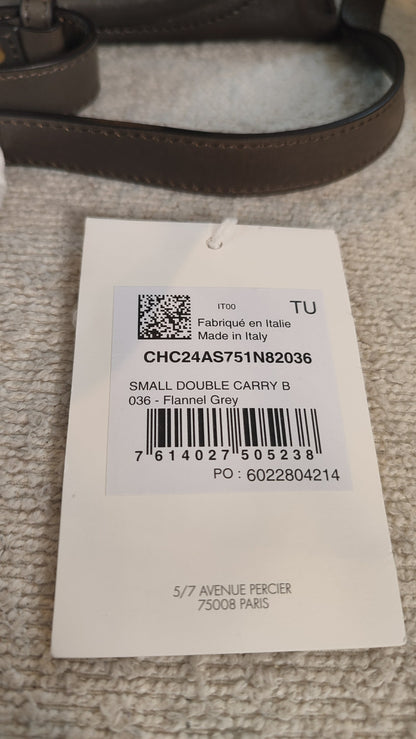 IT00
TU
Fabriqué en Italie
Made in Italy
CHC24AS751N82036
SMALL DOUBLE CARRY B
036 - Flannel Grey
7 614027 505238
PO : 6022804214
5/7 AVENUE PERCIER
75008 PARIS